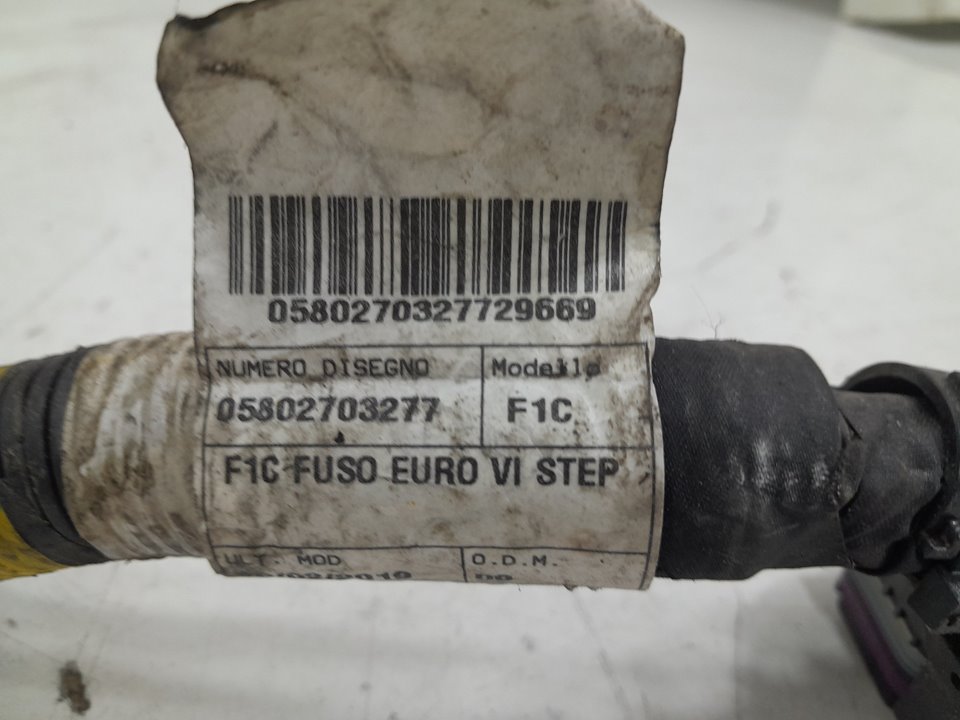 0580270327729669
NUMERO DISEGNO Modello
05802703277 F1C
F1C FUSO EURO VI STEP
ULT. MOD O.D.M.